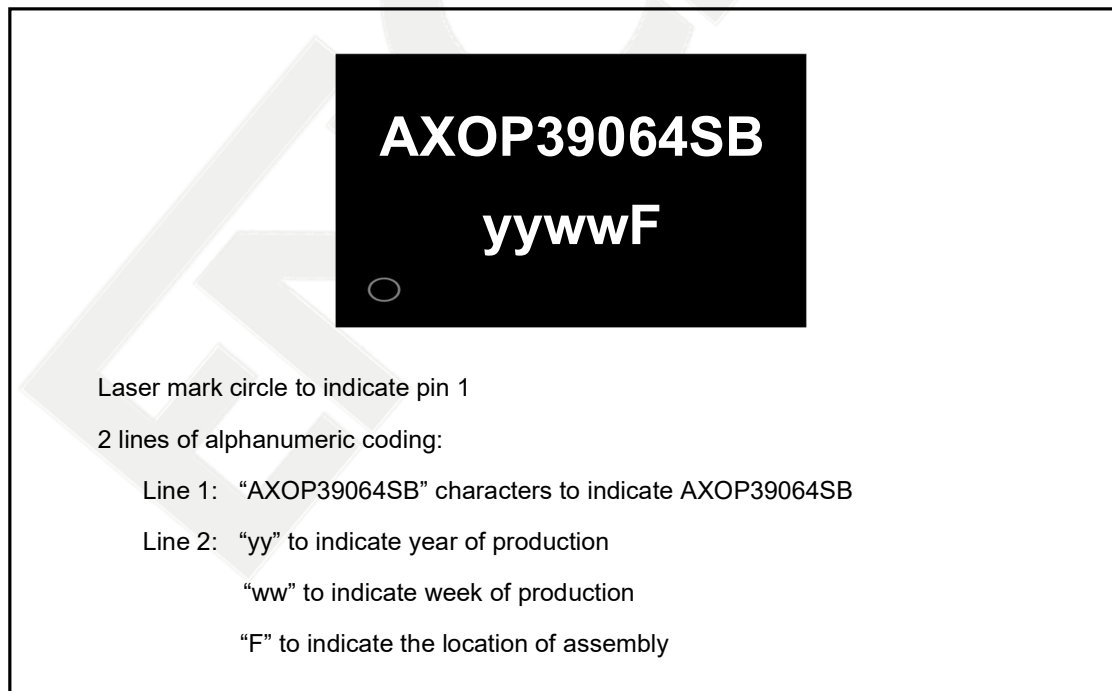 AXOP39064SB
yywwF
Laser mark circle to indicate pin 1
2 lines of alphanumeric coding:
Line 1: “AXOP39064SB” characters to indicate AXOP39064SB
Line 2: “yy” to indicate year of production
“ww” to indicate week of production
“F” to indicate the location of assembly